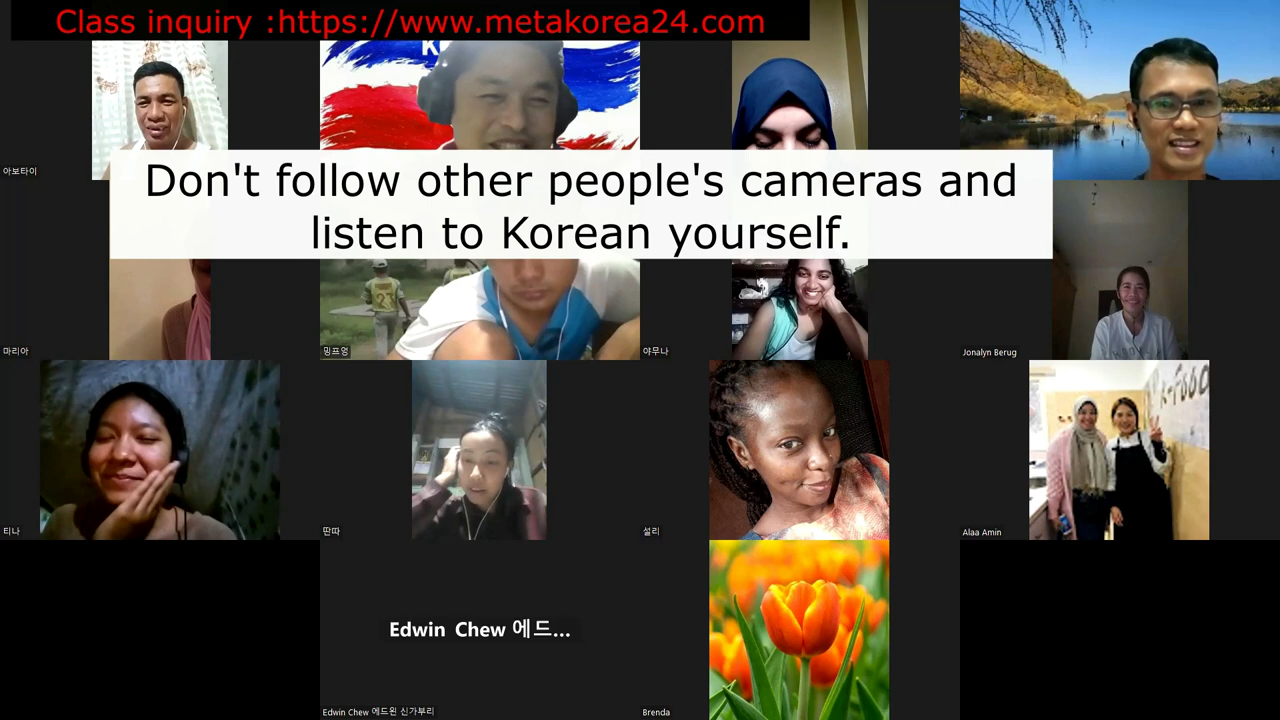 Class inquiry :https://www.metakorea24.com
K
아보타이
Don't follow other people's cameras and
listen to Korean yourself.
마리아
밍프엉
야무나
Jonalyn Berug
티나
딴따
설리
Alaa Amin
Edwin Chew 에드...
Edwin Chew 에드윈 신가부리
Brenda